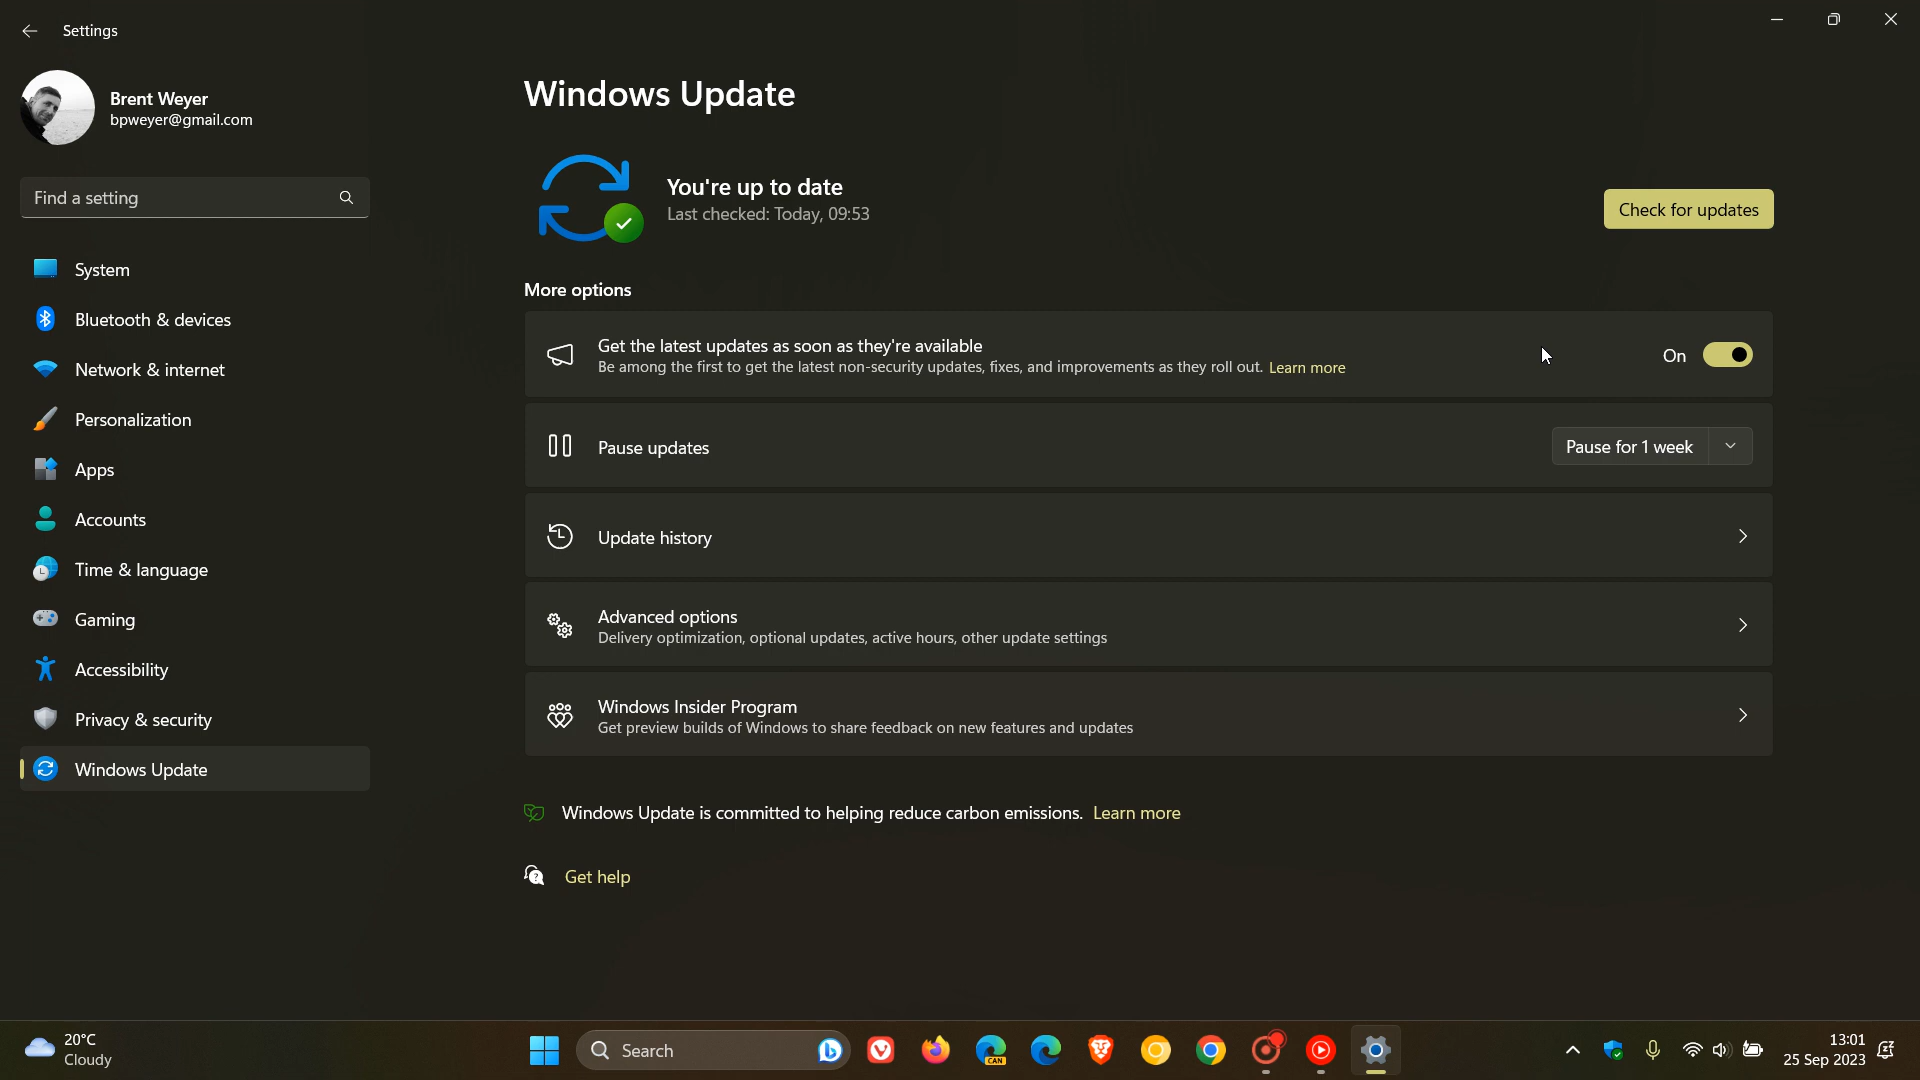 Settings
Brent Weyer
bpweyer@gmail.com
Find a setting
System
Bluetooth & devices
Network & internet
Personalization
Apps
Accounts
Time & language
Gaming
Accessibility
Privacy & security
Windows Update
Windows Update
You're up to date
Last checked: Today, 09:53
Check for updates
More options
Get the latest updates as soon as they're available
Be among the first to get the latest non-security updates, fixes, and improvements as they roll out. Learn more
On
Pause updates
Pause for 1 week
Update history
Advanced options
Delivery optimization, optional updates, active hours, other update settings
Windows Insider Program
Get preview builds of Windows to share feedback on new features and updates
Windows Update is committed to helping reduce carbon emissions. Learn more
Get help
20°C
Cloudy
Search
CAN
13:01
25 Sep 2023